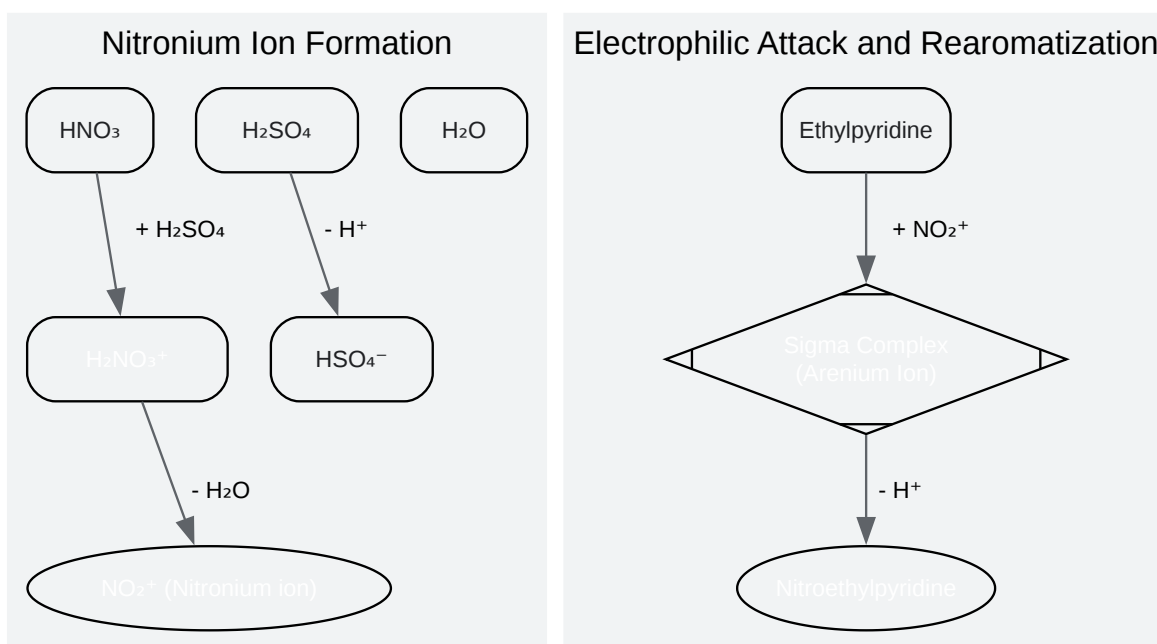 Nitronium Ion Formation
HNO₃
H₂SO₄
H₂O
+ H₂SO₄
- H⁺
H₂NO₃⁺
HSO₄⁻
- H₂O
NO₂⁺ (Nitronium ion)
Electrophilic Attack and Rearomatization
Ethylpyridine
+ NO₂⁺
Sigma Complex
(Arenium Ion)
- H⁺
Nitroethylpyridine